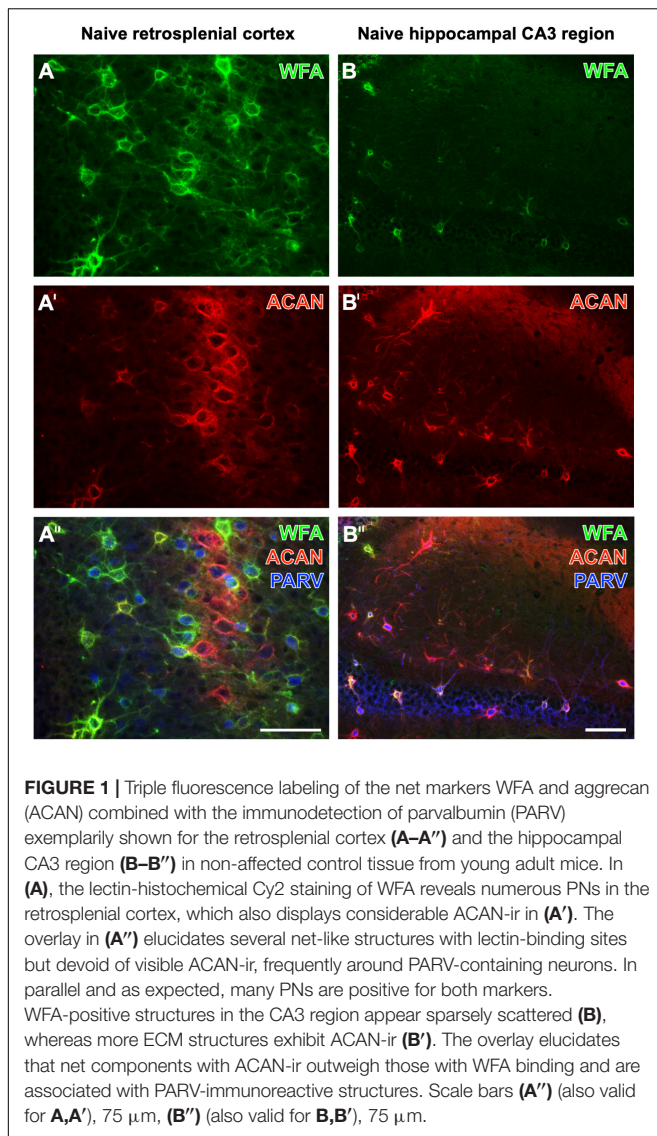 Naive retrosplenial cortex
Naive hippocampal CA3 region
A
WFA
B
WFA
A'
ACAN
B'
ACAN
A"
WFA
ACAN
PARV
B"
WFA
ACAN
PARV
FIGURE 1 | Triple fluorescence labeling of the net markers WFA and aggrecan
(ACAN) combined with the immunodetection of parvalbumin (PARV)
exemplarily shown for the retrosplenial cortex (A–A″) and the hippocampal
CA3 region (B–B″) in non-affected control tissue from young adult mice. In
(A), the lectin-histochemical Cy2 staining of WFA reveals numerous PNs in the
retrosplenial cortex, which also displays considerable ACAN-ir in (A′). The
overlay in (A″) elucidates several net-like structures with lectin-binding sites
but devoid of visible ACAN-ir, frequently around PARV-containing neurons. In
parallel and as expected, many PNs are positive for both markers.
WFA-positive structures in the CA3 region appear sparsely scattered (B),
whereas more ECM structures exhibit ACAN-ir (B′). The overlay elucidates
that net components with ACAN-ir outweigh those with WFA binding and are
associated with PARV-immunoreactive structures. Scale bars (A″) (also valid
for A,A′), 75 μm, (B″) (also valid for B,B′), 75 μm.